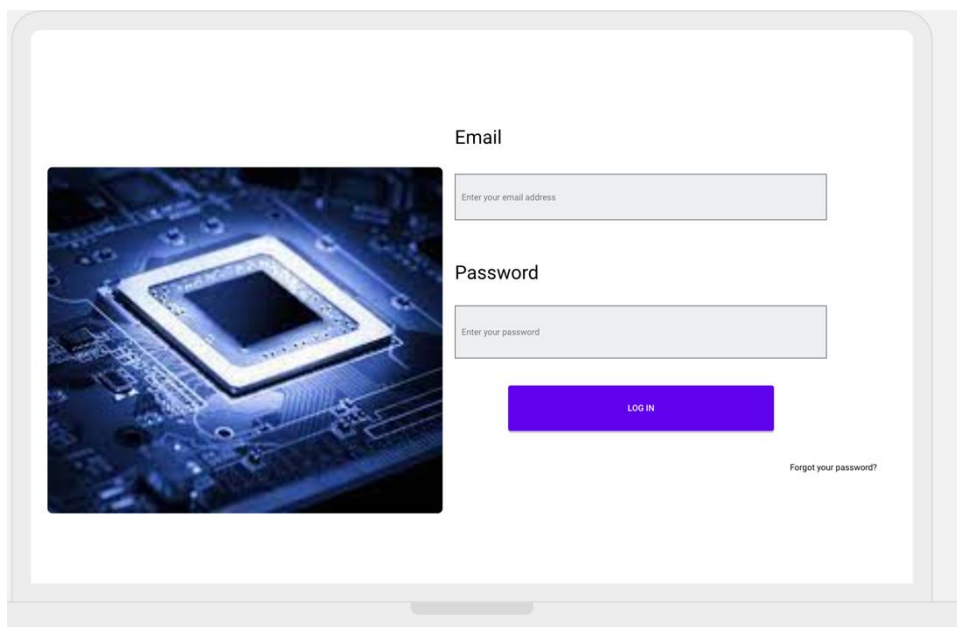 Email
Enter your email address
Password
Enter your password
LOG IN
Forgot your password?